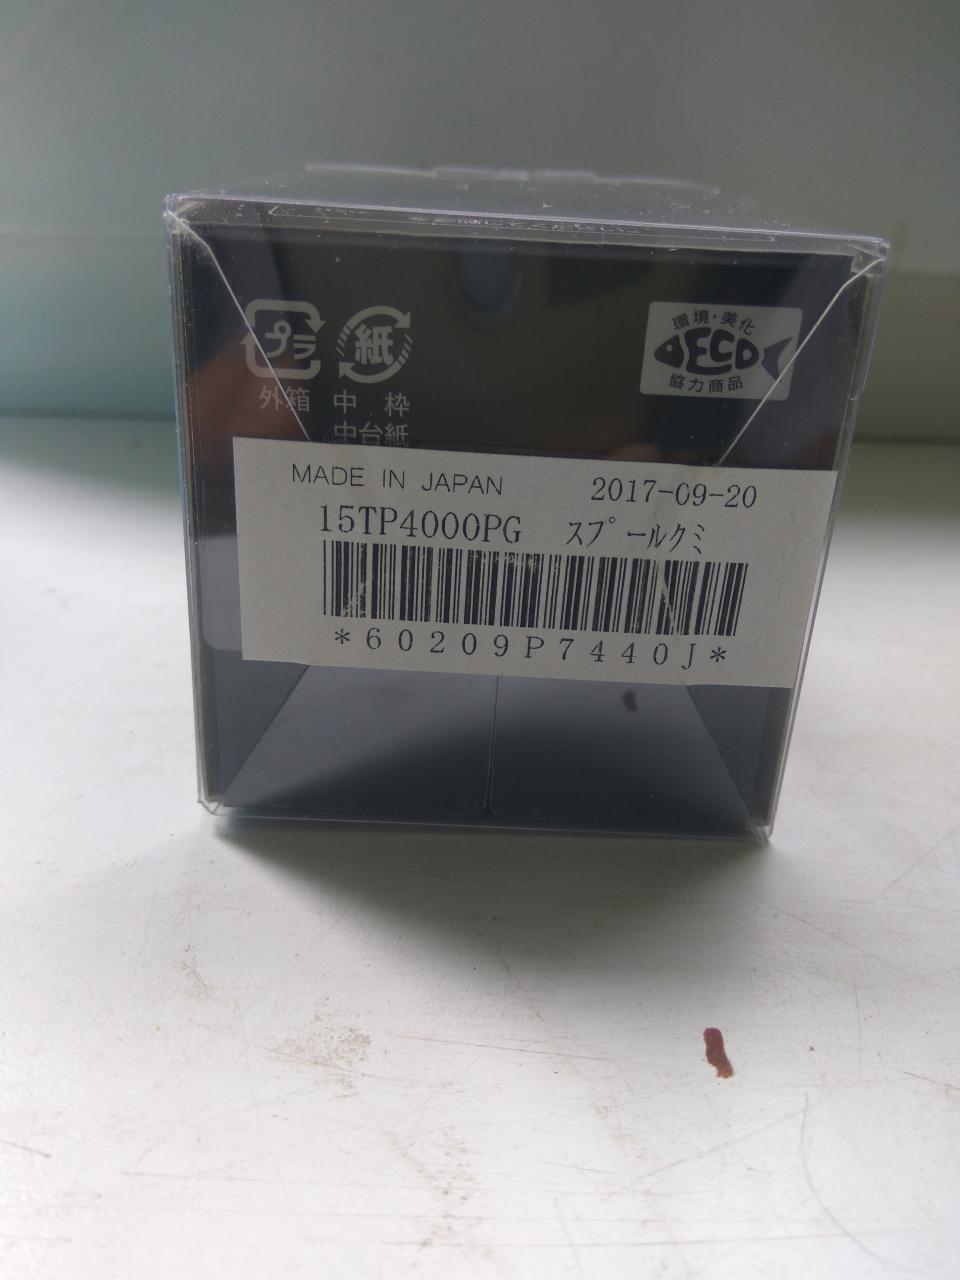 プラ 紙
外箱 中 枠
中台紙
環境・美化
ECO
協力商品
MADE IN JAPAN 2017-09-20
15TP4000PG スプールクミ
*60209P7440J*